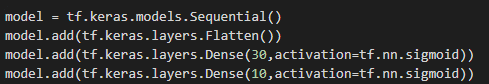 model = tf.keras.models.Sequential()
model.add(tf.keras.layers.Flatten())
model.add(tf.keras.layers.Dense(30,activation=tf.nn.sigmoid))
model.add(tf.keras.layers.Dense(10,activation=tf.nn.sigmoid))